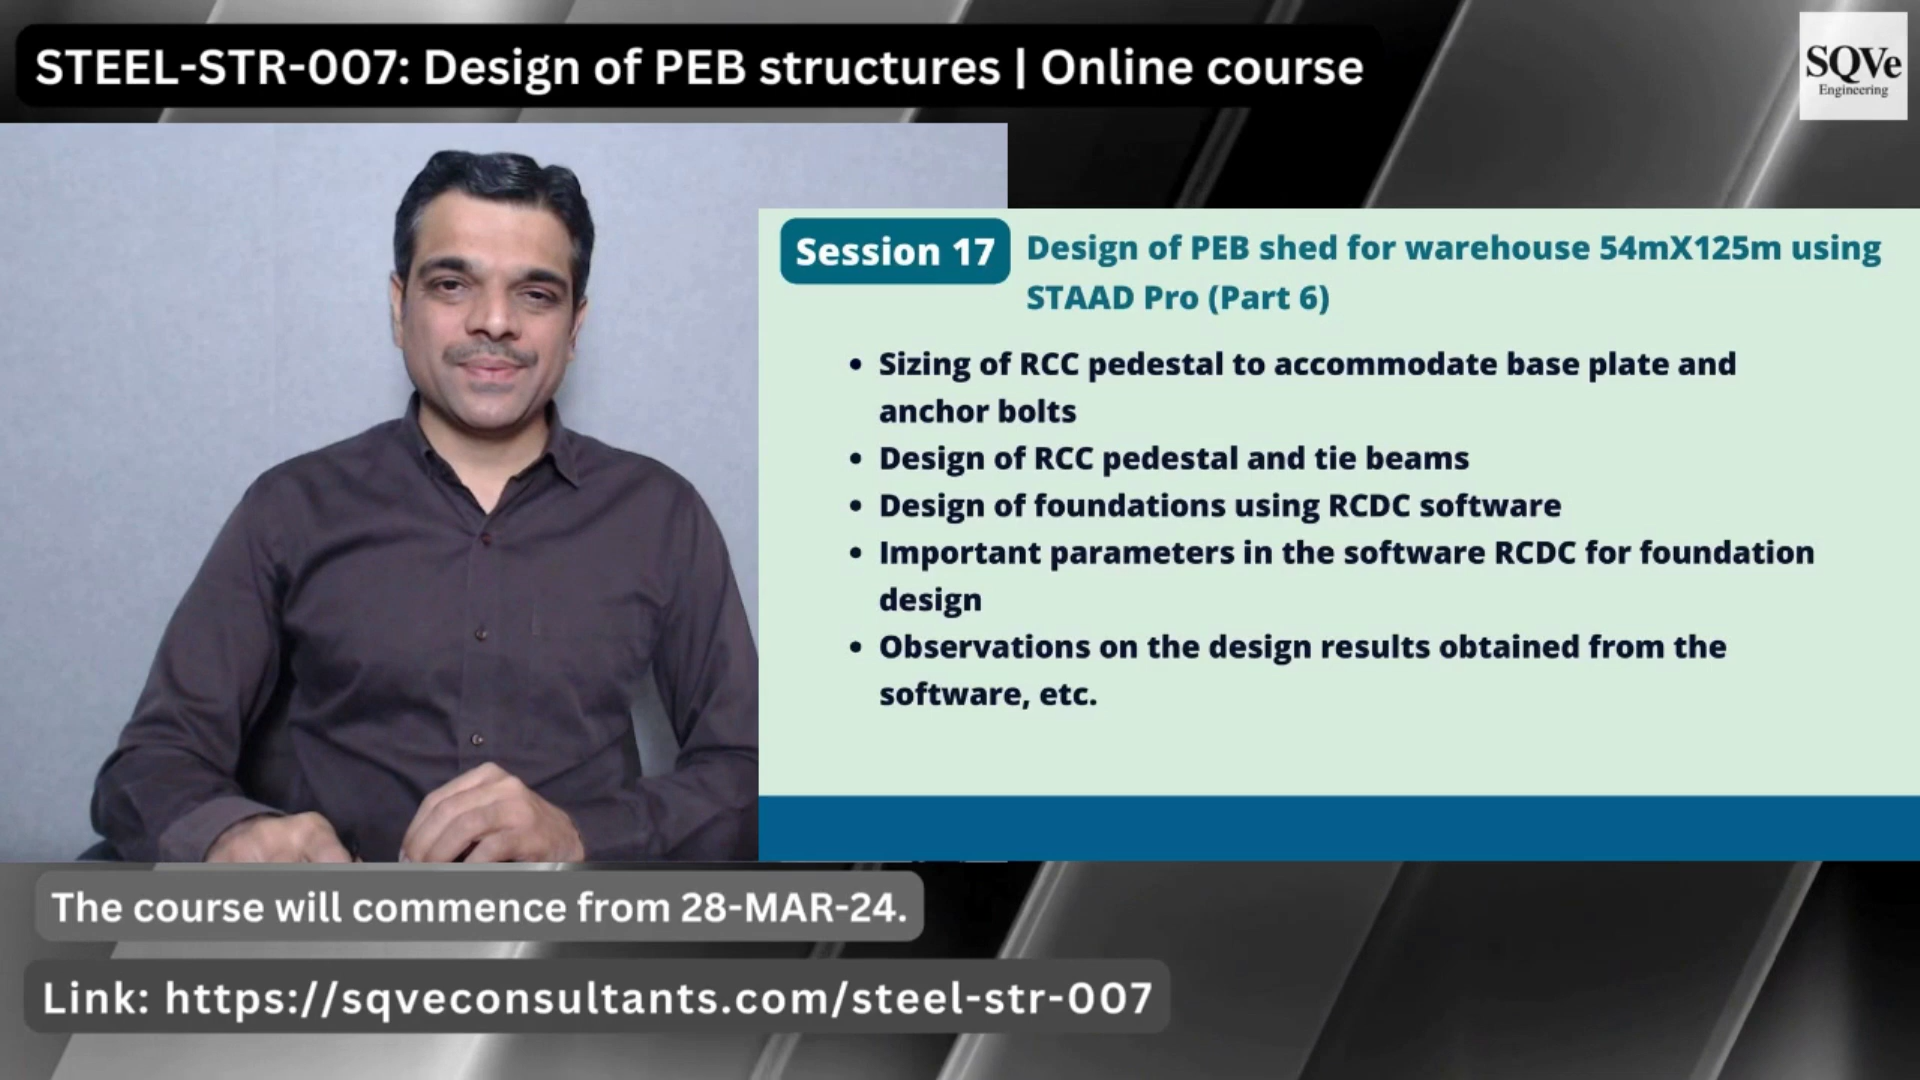 STEEL-STR-007: Design of PEB structures | Online course
SQVe
Engineering
Session 17
Design of PEB shed for warehouse 54mX125m using
STAAD Pro (Part 6)
• Sizing of RCC pedestal to accommodate base plate and
anchor bolts
• Design of RCC pedestal and tie beams
• Design of foundations using RCDC software
• Important parameters in the software RCDC for foundation
design
• Observations on the design results obtained from the
software, etc.
The course will commence from 28-MAR-24.
Link: https://sqveconsultants.com/steel-str-007